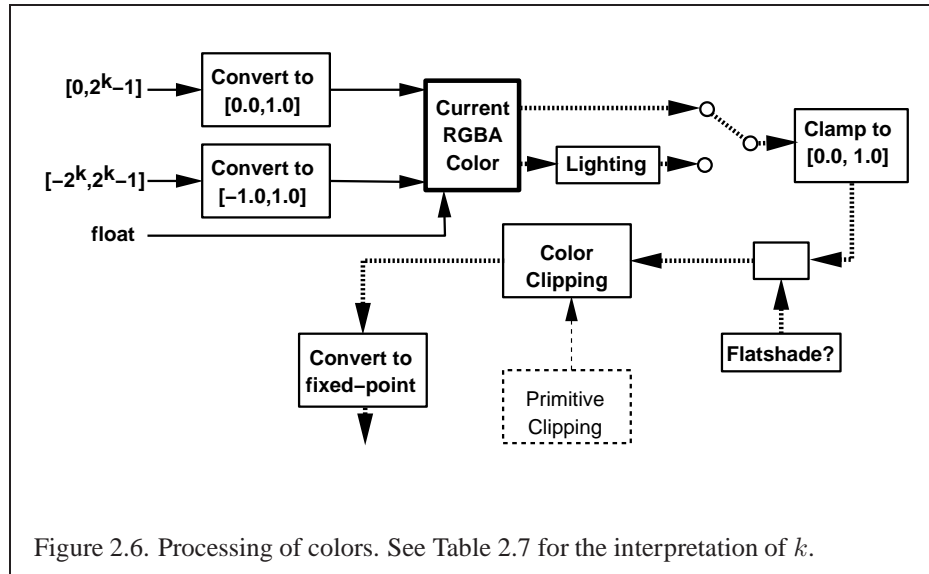 [0,2^k−1]
Convert to
[0.0,1.0]
Current
RGBA
Color
Clamp to
[0.0, 1.0]
[−2^k,2^k−1]
Convert to
[−1.0,1.0]
Lighting
float
Color
Clipping
Flatshade?
Convert to
fixed−point
Primitive
Clipping
Figure 2.6. Processing of colors. See Table 2.7 for the interpretation of k.